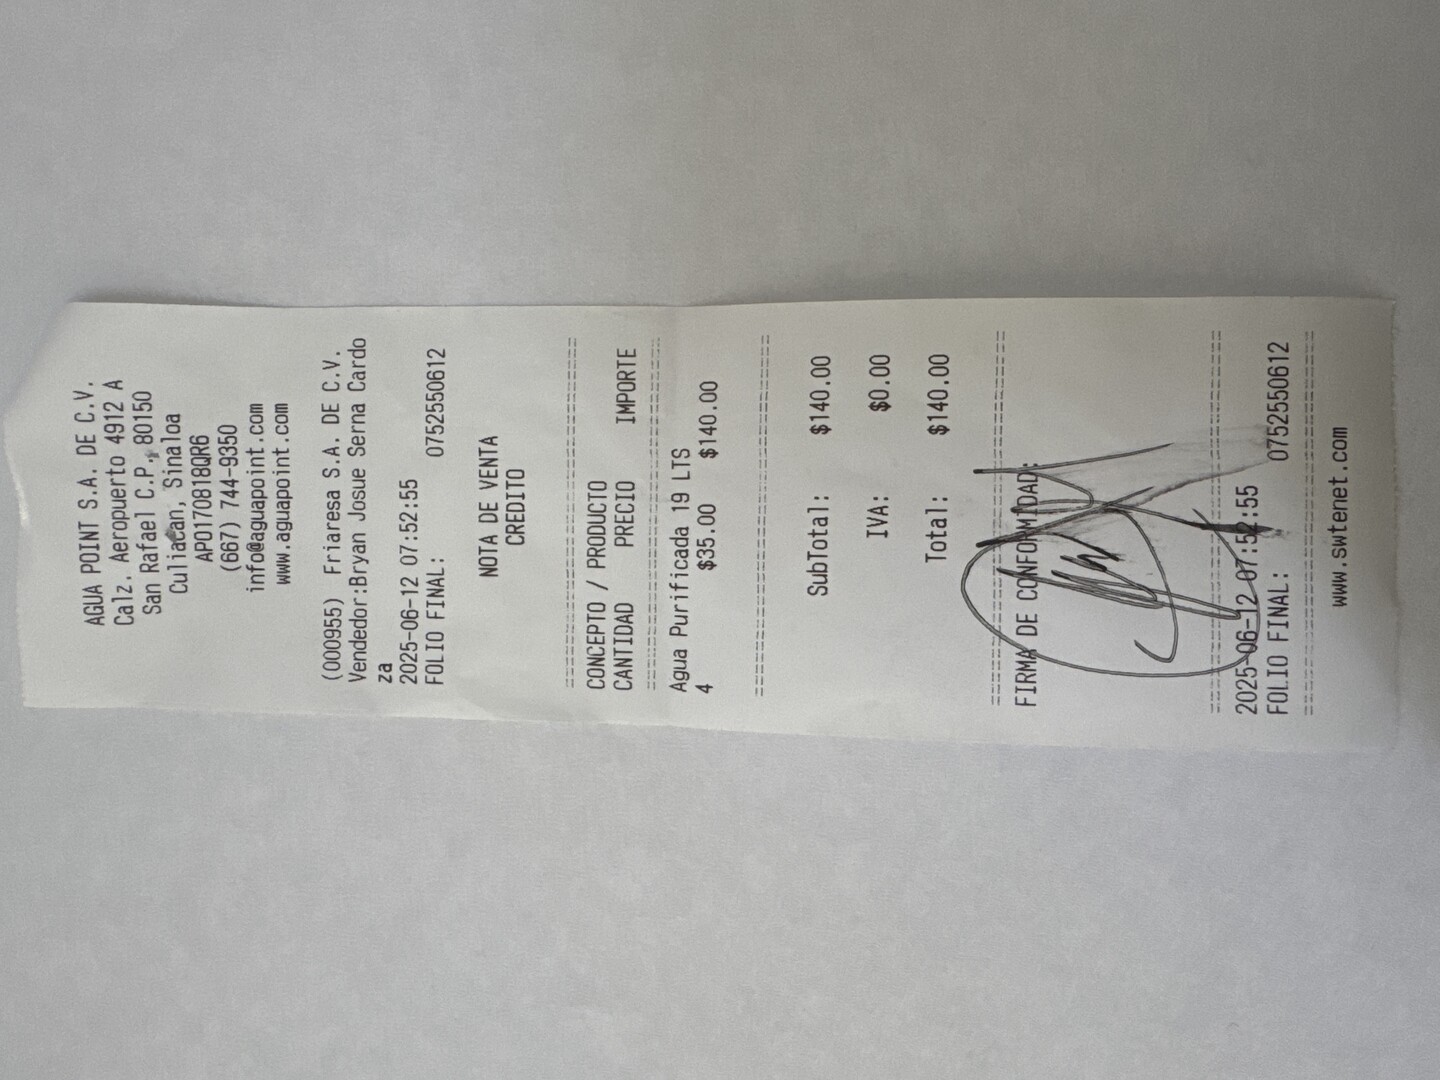 AGUA POINT S.A. DE C.V.
Calz. Aeropuerto 4912 A
San Rafael C.P. 80150
Culiacan, Sinaloa
APO170818QR6
(667) 744-9350
info@aguapoint.com
www.aguapoint.com
(000955) Friaresa S.A. DE C.V.
Vendedor:Bryan Josue Serna Cardo
za
2025-06-12 07:52:55
FOLIO FINAL: 0752550612
NOTA DE VENTA
CREDITO
================================
CONCEPTO / PRODUCTO
CANTIDAD PRECIO IMPORTE
================================
Agua Purificada 19 LTS
4 $35.00 $140.00
================================
SubTotal: $140.00
IVA: $0.00
Total: $140.00
================================
FIRMA DE CONFORMIDAD:
================================
2025-06-12 07:52:55
FOLIO FINAL: 0752550612
================================
www.swtenet.com